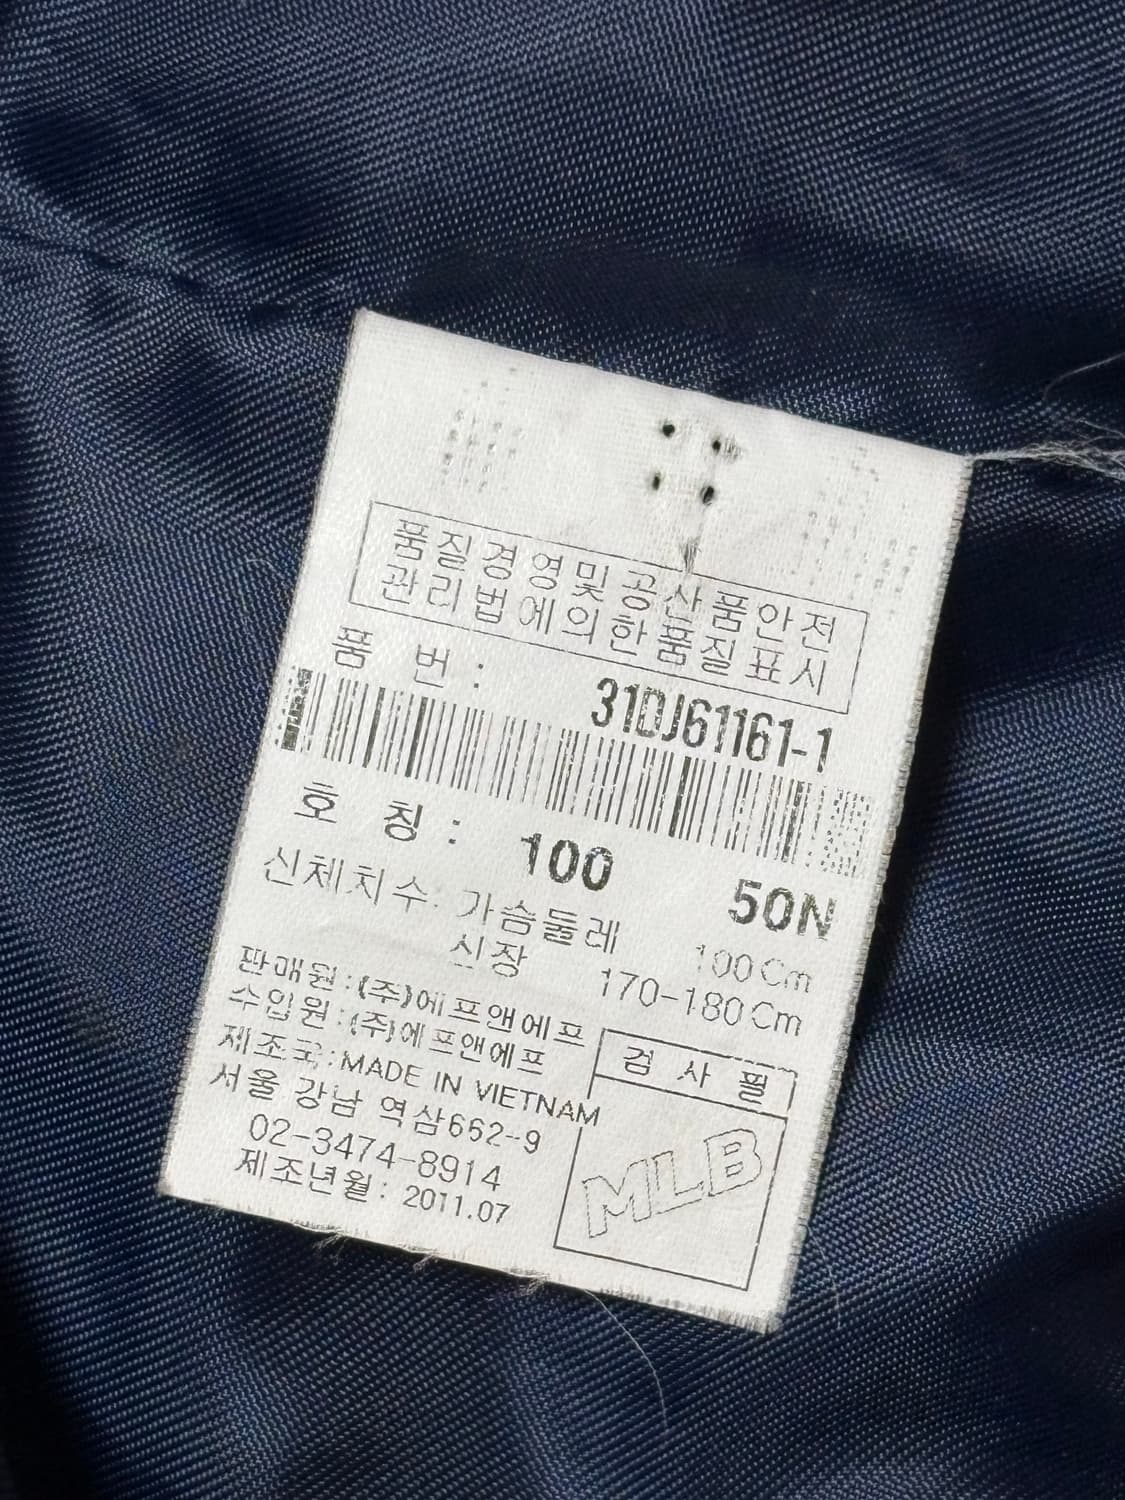 품질경영및공산품안전
관리법에의한품질표시
품 번 : 31DJ61161-1
호 칭 : 100 50N
신체치수: 가슴둘레 100Cm
신장 170-180Cm
판매원:(주)에프앤에프
수입원:(주)에프앤에프
제조국:MADE IN VIETNAM
서울 강남 역삼662-9
02-3474-8914
제조년월: 2011.07
검 사 필
MLB